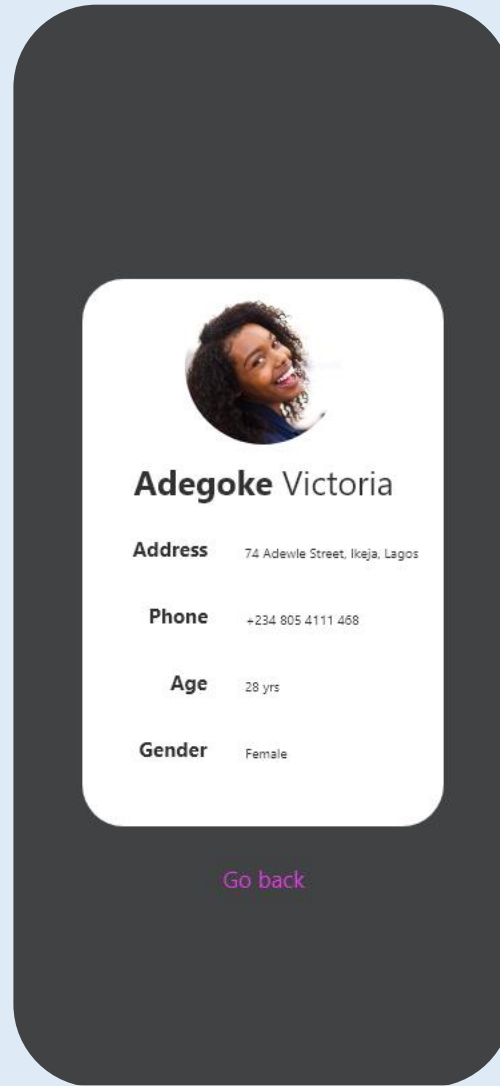 Adegoke Victoria
Address 74 Adewle Street, Ikeja, Lagos
Phone +234 805 4111 468
Age 28 yrs
Gender Female
Go back